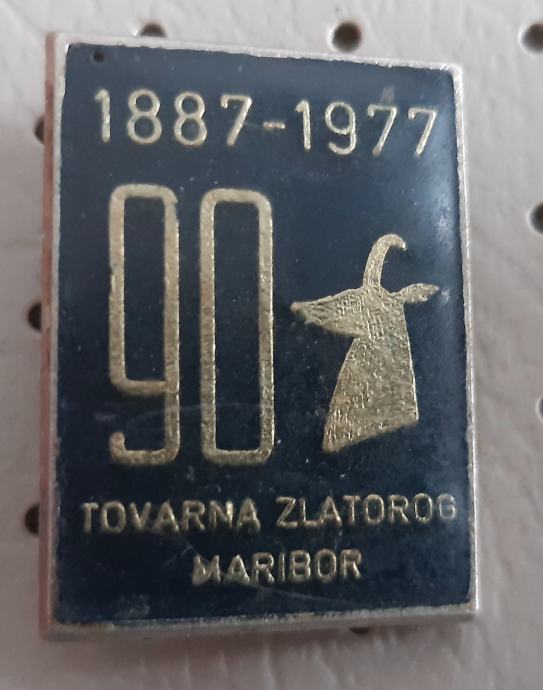 1887-1977
90
TOVARNA ZLATOROG
MARIBOR